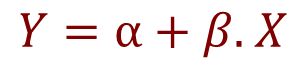 Y = α + β. X